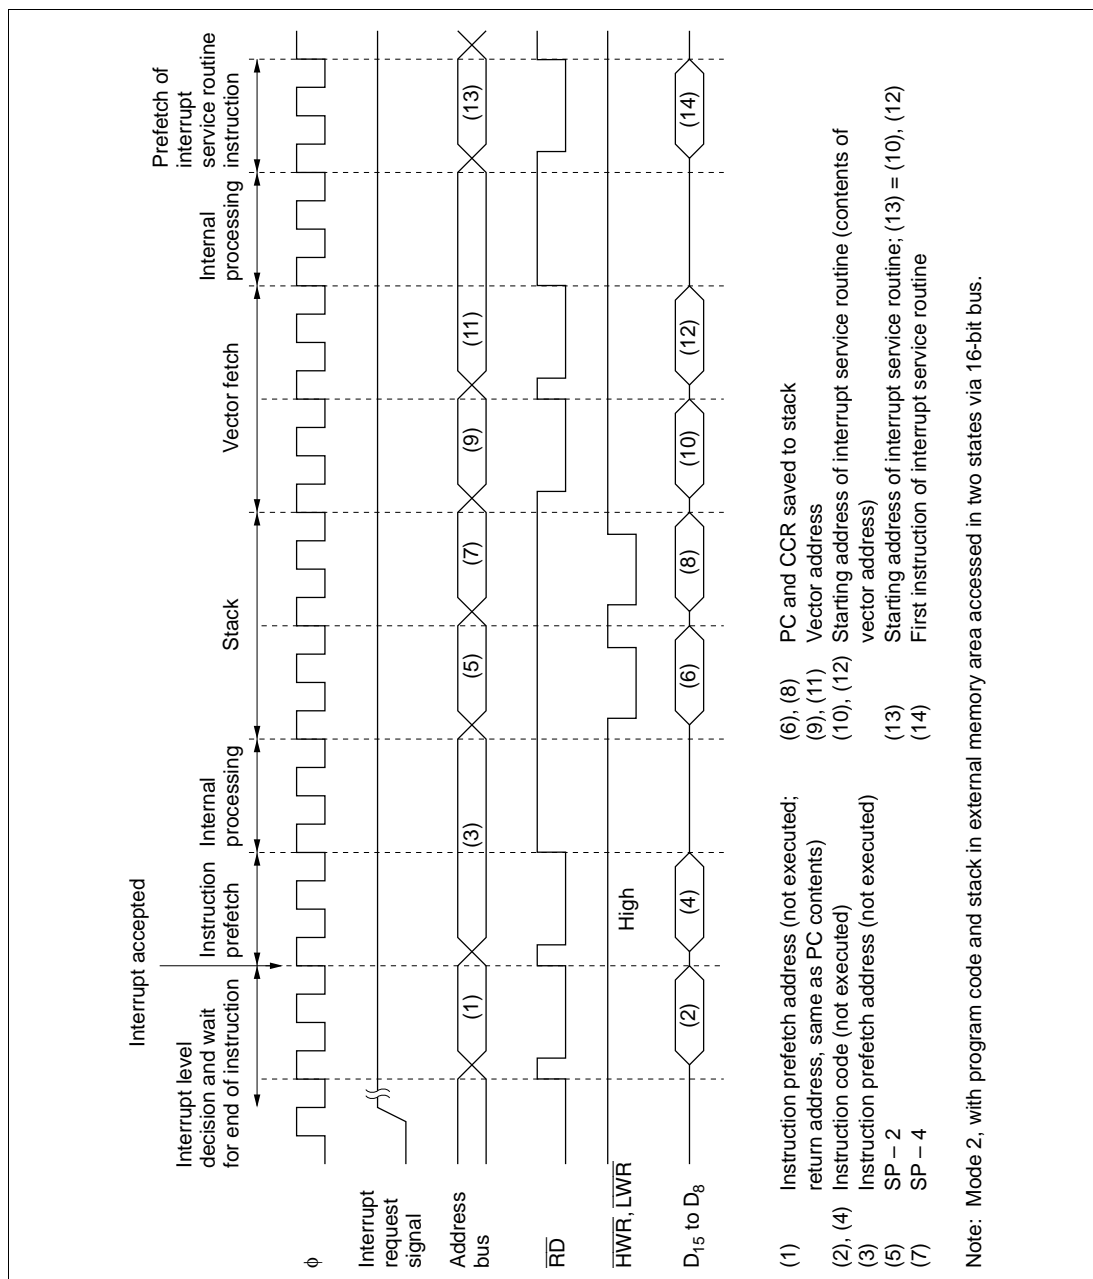 Interrupt accepted
Interrupt level
decision and wait
for end of instruction
Instruction
prefetch
Internal
processing
Stack
Vector fetch
Internal
processing
Prefetch of
interrupt
service routine
instruction
φ
Interrupt
request
signal
Address
bus
(1)
(3)
(5)
(7)
(9)
(11)
(13)
RD
HWR, LWR
High
D15 to D8
(2)
(4)
(6)
(8)
(10)
(12)
(14)
(1) Instruction prefetch address (not executed;
return address, same as PC contents)
(2), (4) Instruction code (not executed)
(3) Instruction prefetch address (not executed)
(5) SP – 2
(7) SP – 4
(6), (8) PC and CCR saved to stack
(9), (11) Vector address
(10), (12) Starting address of interrupt service routine (contents of
vector address)
(13) Starting address of interrupt service routine; (13) = (10), (12)
(14) First instruction of interrupt service routine
Note: Mode 2, with program code and stack in external memory area accessed in two states via 16-bit bus.